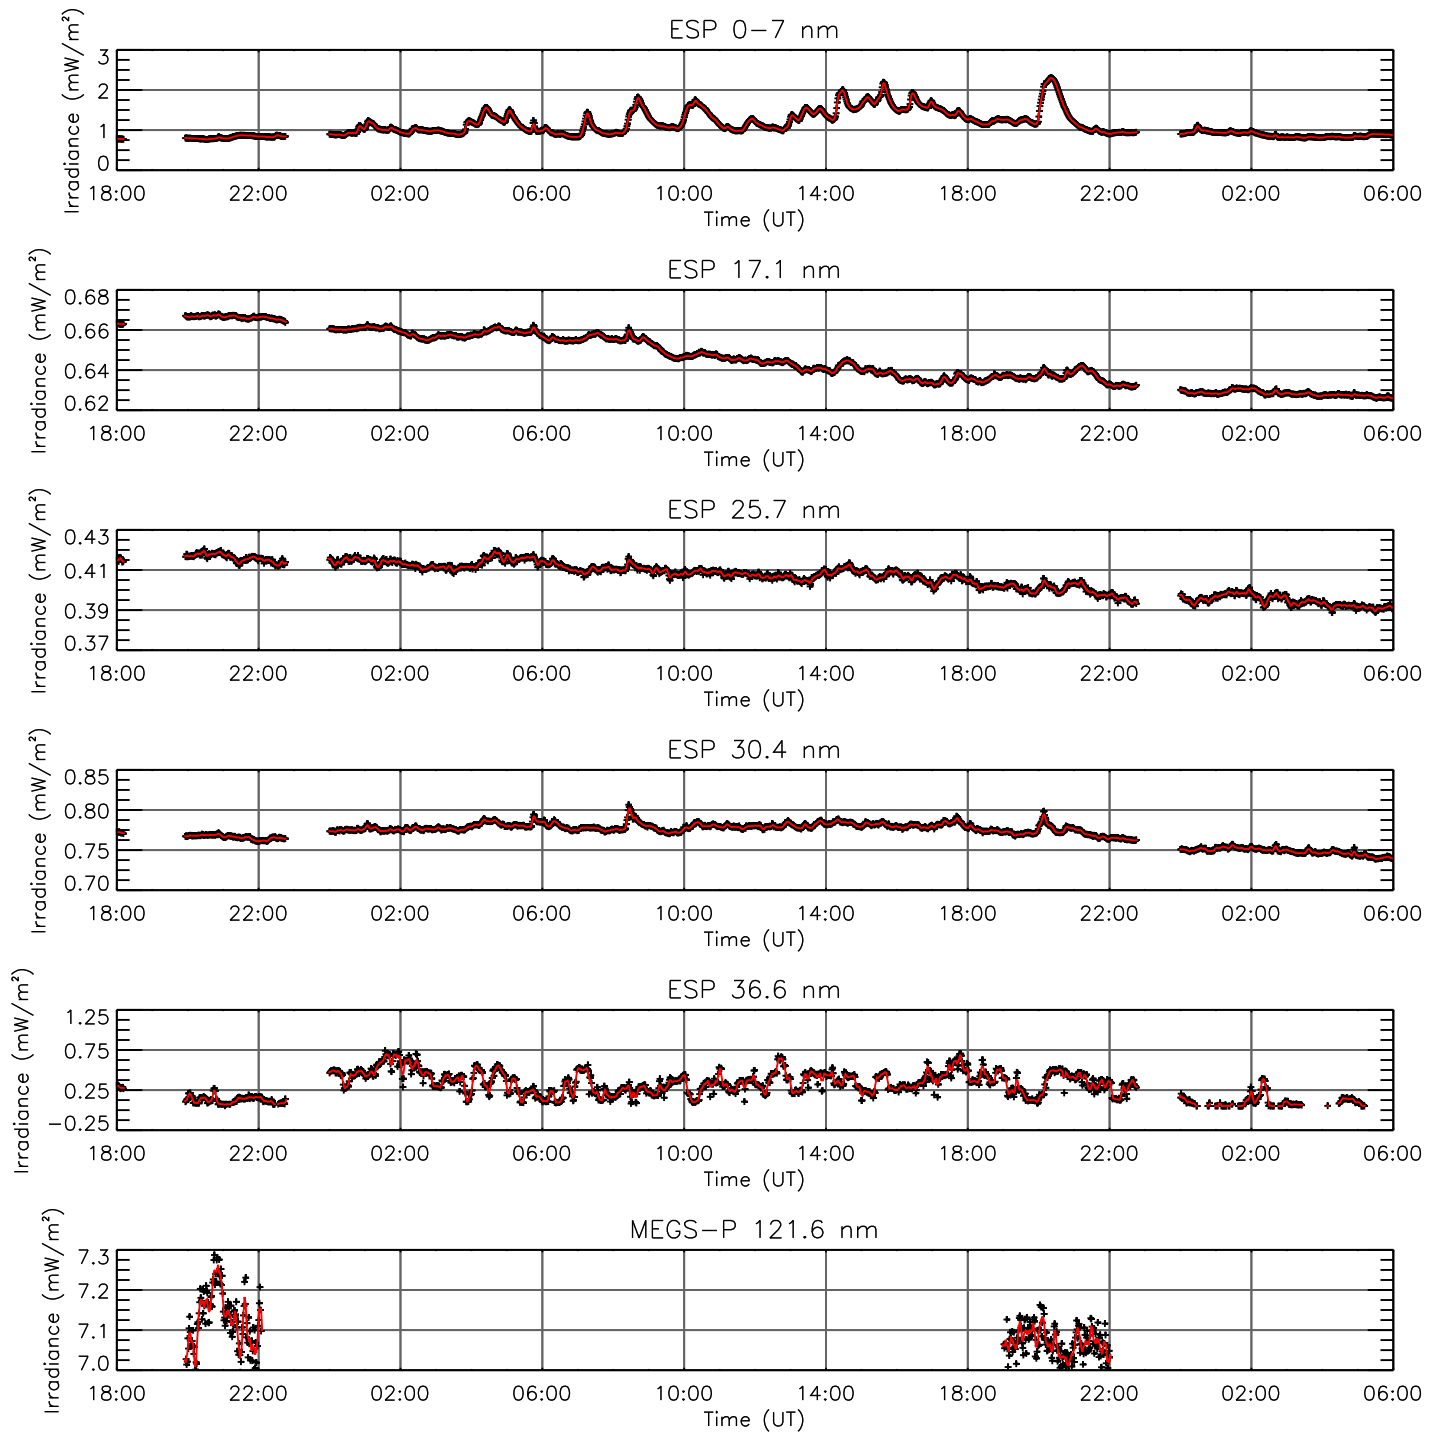 ESP 0−7 nm
Irradiance (mW/m²)
3
2
1
0
18:00 22:00 02:00 06:00 10:00 14:00 18:00 22:00 02:00 06:00
Time (UT)
ESP 17.1 nm
Irradiance (mW/m²)
0.68
0.66
0.64
0.62
18:00 22:00 02:00 06:00 10:00 14:00 18:00 22:00 02:00 06:00
Time (UT)
ESP 25.7 nm
Irradiance (mW/m²)
0.43
0.41
0.39
0.37
18:00 22:00 02:00 06:00 10:00 14:00 18:00 22:00 02:00 06:00
Time (UT)
ESP 30.4 nm
Irradiance (mW/m²)
0.85
0.80
0.75
0.70
18:00 22:00 02:00 06:00 10:00 14:00 18:00 22:00 02:00 06:00
Time (UT)
ESP 36.6 nm
Irradiance (mW/m²)
1.25
0.75
0.25
−0.25
18:00 22:00 02:00 06:00 10:00 14:00 18:00 22:00 02:00 06:00
Time (UT)
MEGS−P 121.6 nm
Irradiance (mW/m²)
7.3
7.2
7.1
7.0
18:00 22:00 02:00 06:00 10:00 14:00 18:00 22:00 02:00 06:00
Time (UT)